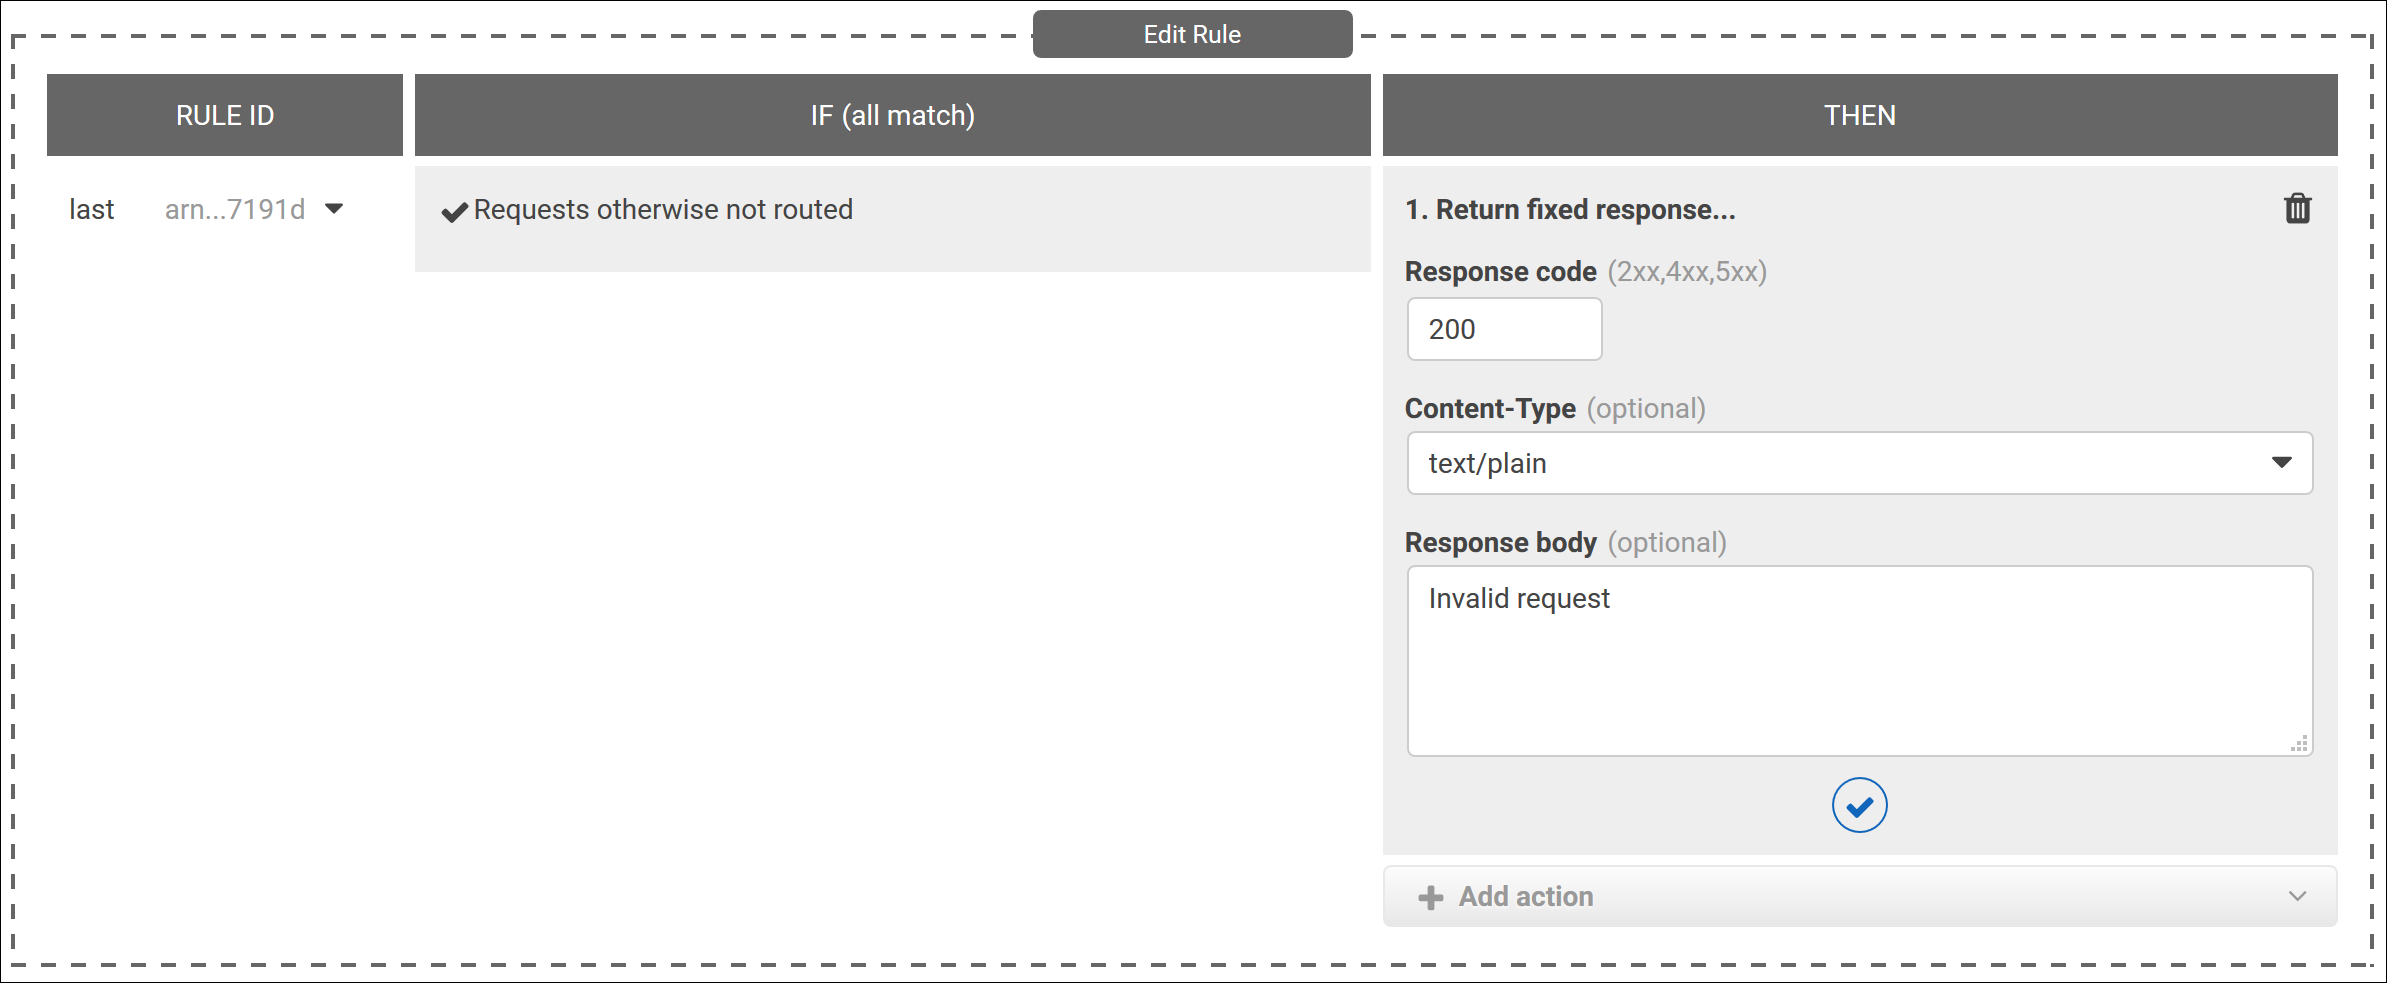 Edit Rule
RULE ID
IF (all match)
THEN
last arn...7191d
Requests otherwise not routed
1. Return fixed response...
Response code (2xx,4xx,5xx)
200
Content-Type (optional)
text/plain
Response body (optional)
Invalid request
Add action